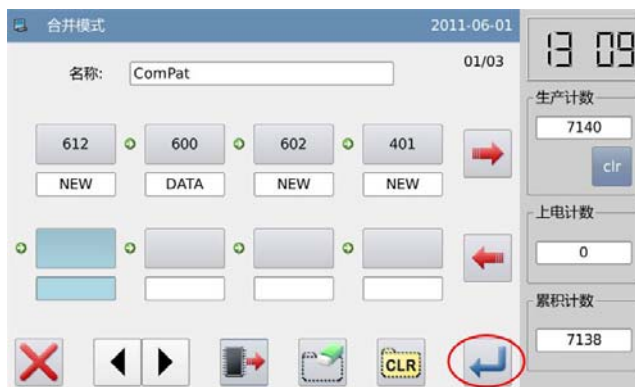 合并模式 2011-06-01
01/03
名称: ComPat
612 600 602 401
NEW DATA NEW NEW
CLR
13 09
生产计数
7140
clr
上电计数
0
累积计数
7138